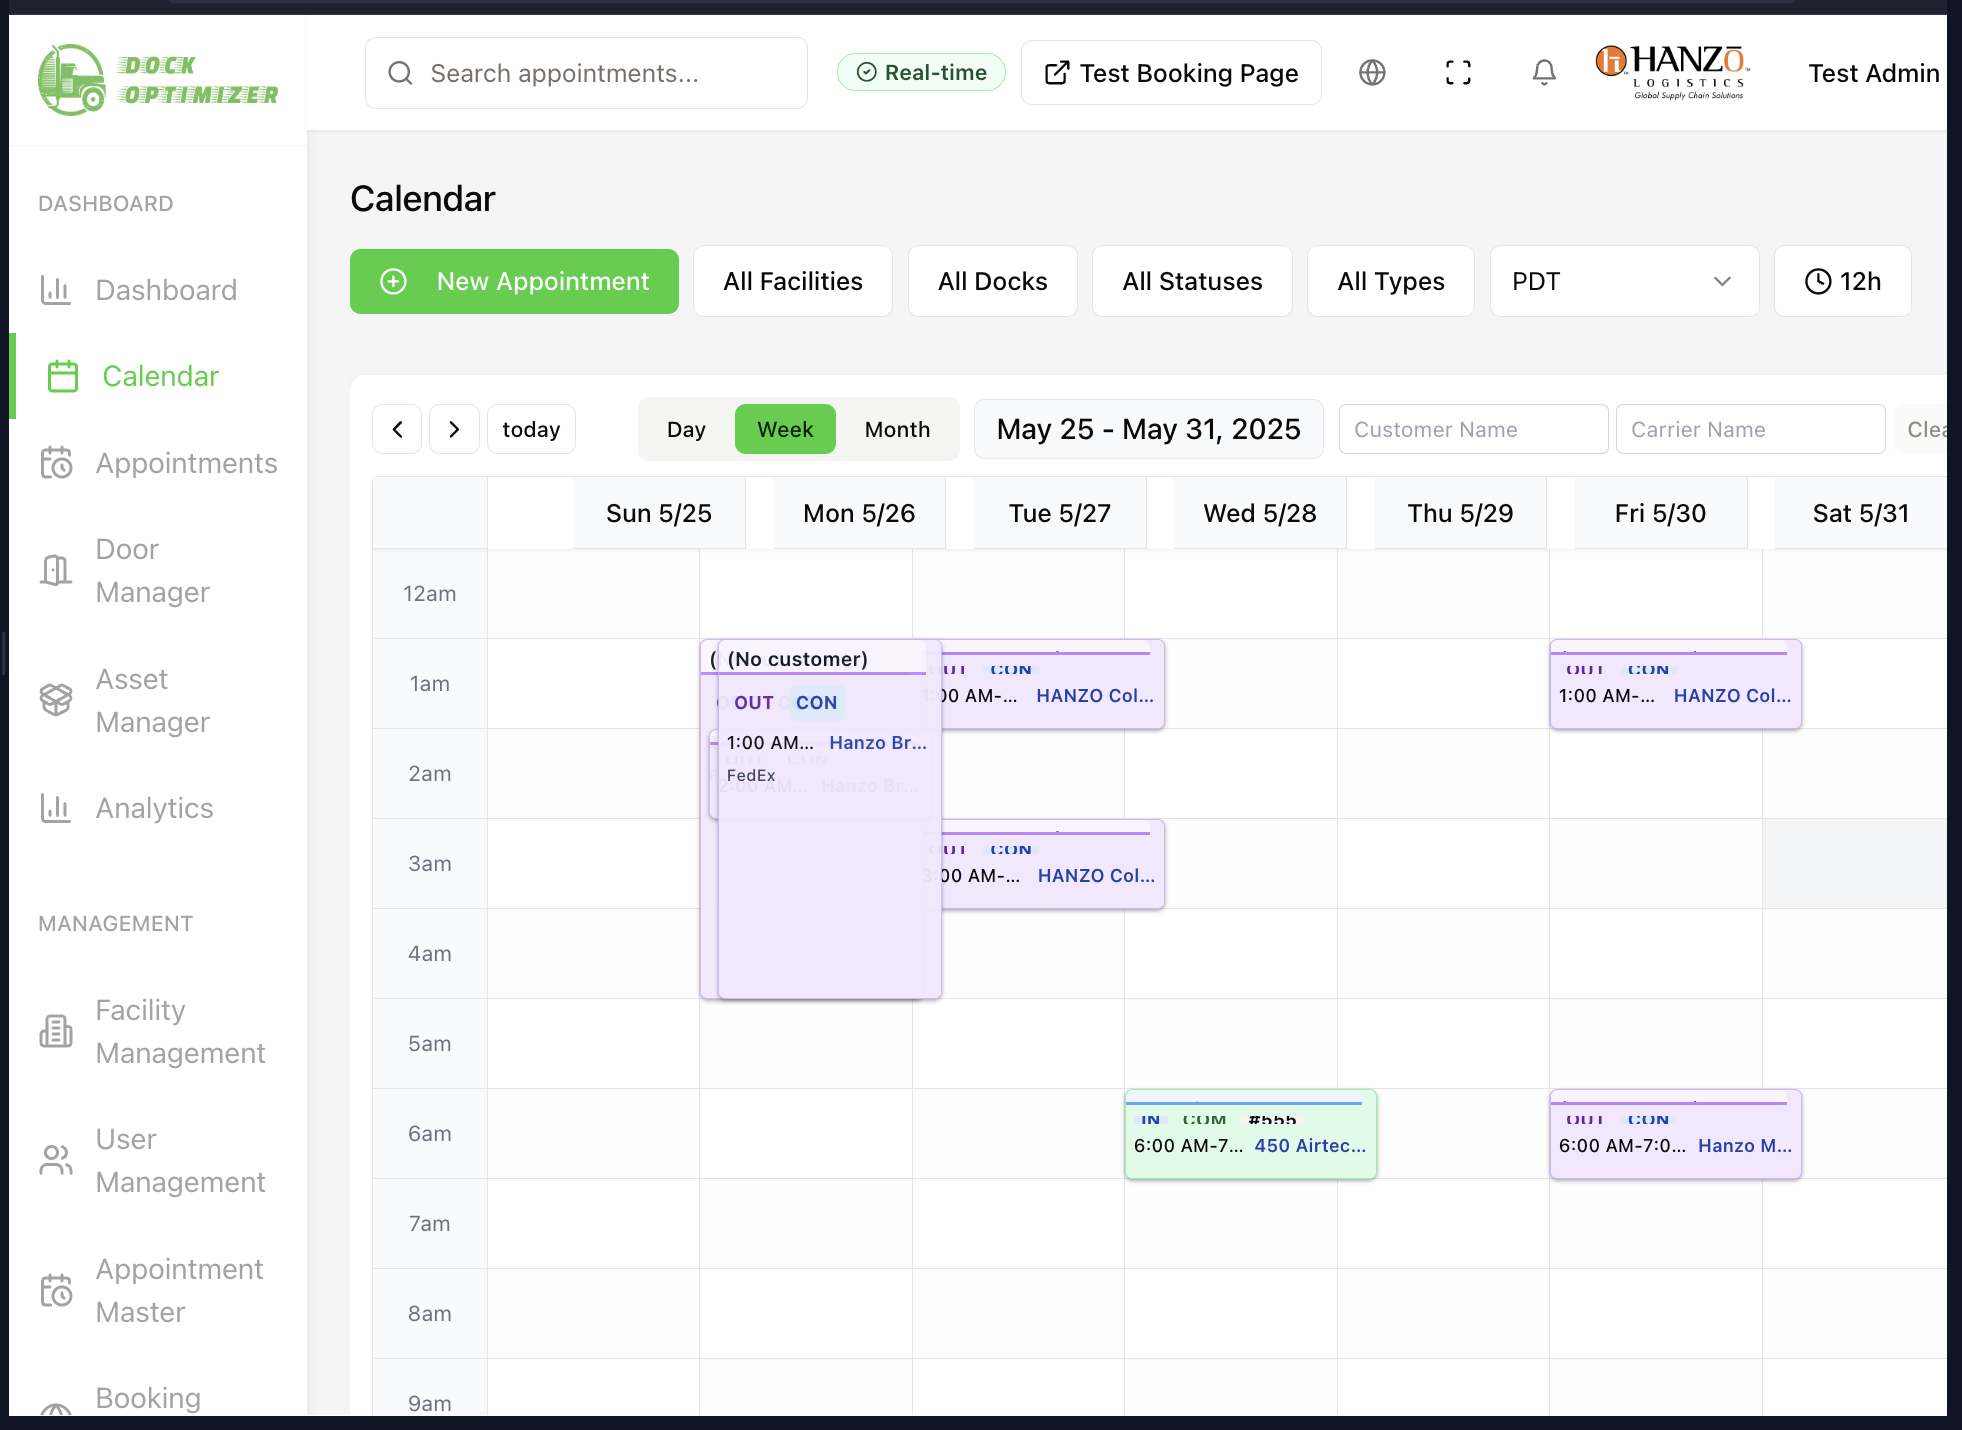 DOCK
OPTIMIZER
Search appointments...
Real-time
Test Booking Page
HANZO
LOGISTICS
Global Supply Chain Solutions
Test Admin
DASHBOARD
Dashboard
Calendar
Appointments
Door
Manager
Asset
Manager
Analytics
MANAGEMENT
Facility
Management
User
Management
Appointment
Master
Booking
Calendar
New Appointment
All Facilities
All Docks
All Statuses
All Types
PDT
12h
today
Day
Week
Month
May 25 - May 31, 2025
Customer Name
Carrier Name
Clea
Sun 5/25
Mon 5/26
Tue 5/27
Wed 5/28
Thu 5/29
Fri 5/30
Sat 5/31
12am
1am
(No customer)
OUT CON
1:00 AM... Hanzo Br...
FedEx
OUT CON
2:00 AM... Hanzo Br...
OUT CON
1:00 AM-... HANZO Col...
OUT CON
1:00 AM-... HANZO Col...
2am
3am
OUT CON
3:00 AM-... HANZO Col...
4am
5am
6am
IN COM #555
6:00 AM-7... 450 Airtec...
OUT CON
6:00 AM-7:0... Hanzo M...
7am
8am
9am